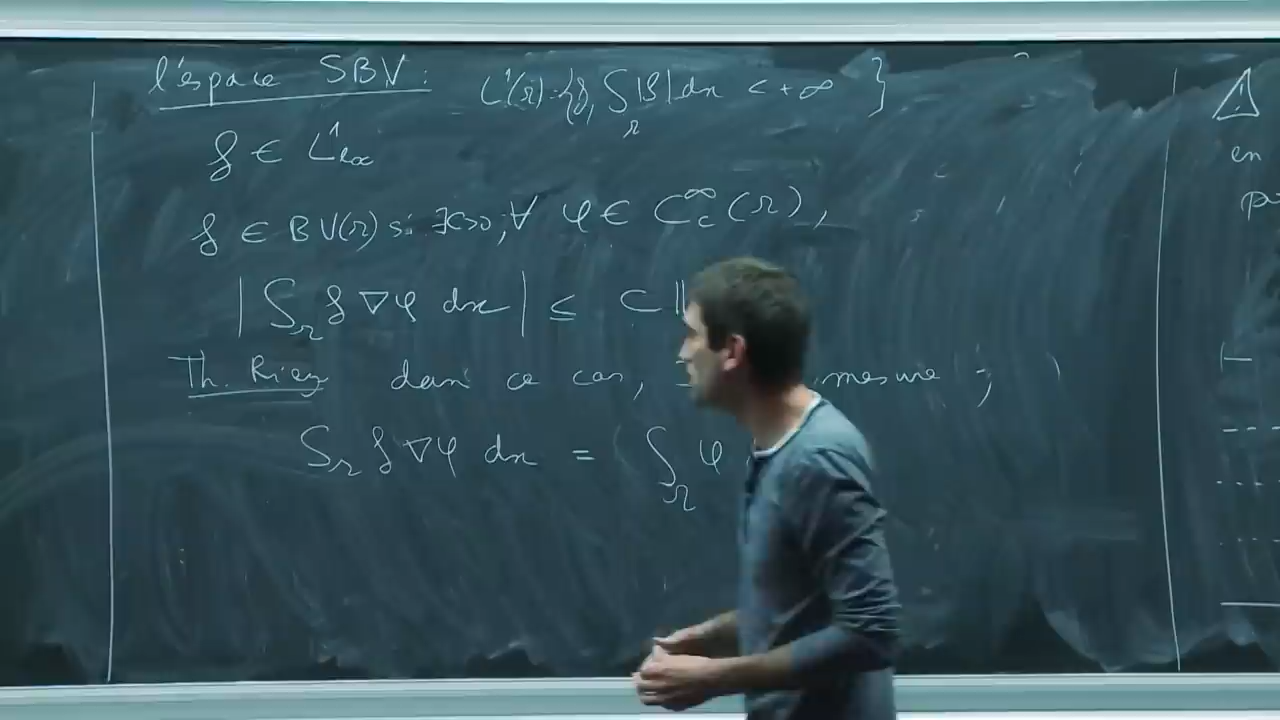 l'espace SBV : L¹(Ω) = {f, ∫_Ω |f| dx < +∞ }
f ∈ L¹_loc
f ∈ BV(Ω) si ∃C>0, ∀ φ ∈ C_c^∞(Ω),
| ∫_Ω f ∇φ dx | ≤ C ‖
Th. Riesz dans ce cas, mesure ;
∫_Ω f ∇φ dx = ∫_Ω φ
⚠
en